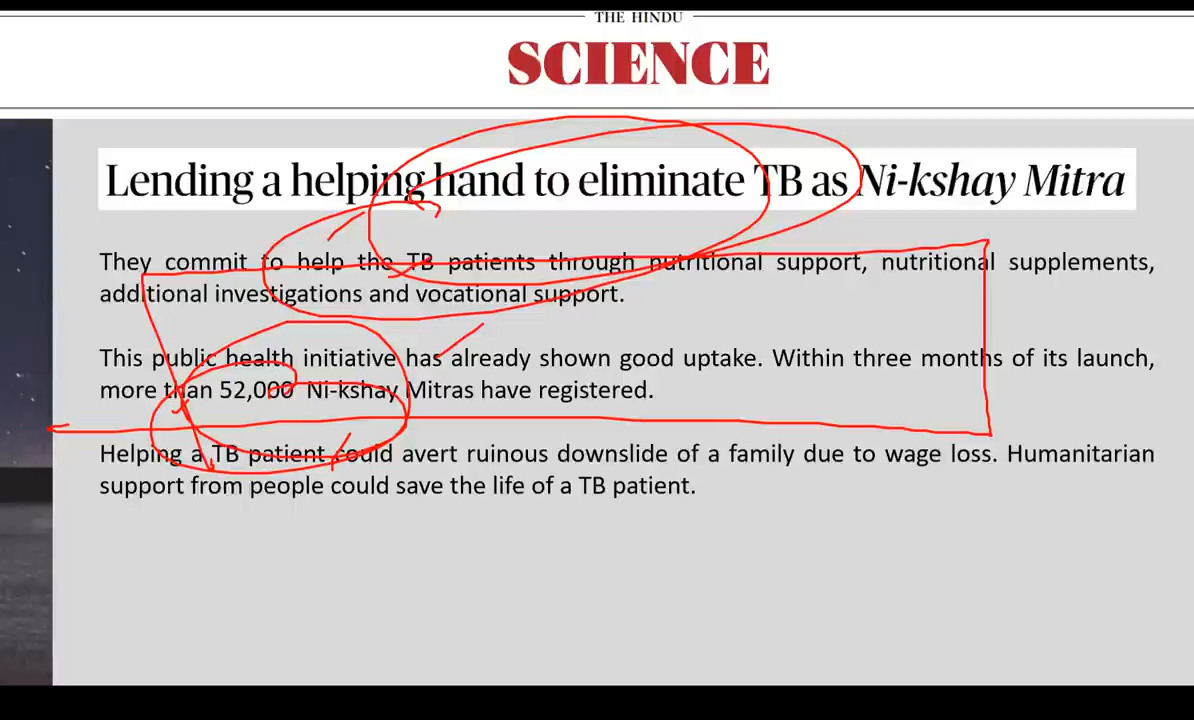 THE HINDU
SCIENCE
Lending a helping hand to eliminate TB as Ni-kshay Mitra
They commit to help the TB patients through nutritional support, nutritional supplements,
additional investigations and vocational support.
This public health initiative has already shown good uptake. Within three months of its launch,
more than 52,000 Ni-kshay Mitras have registered.
Helping a TB patient could avert ruinous downslide of a family due to wage loss. Humanitarian
support from people could save the life of a TB patient.